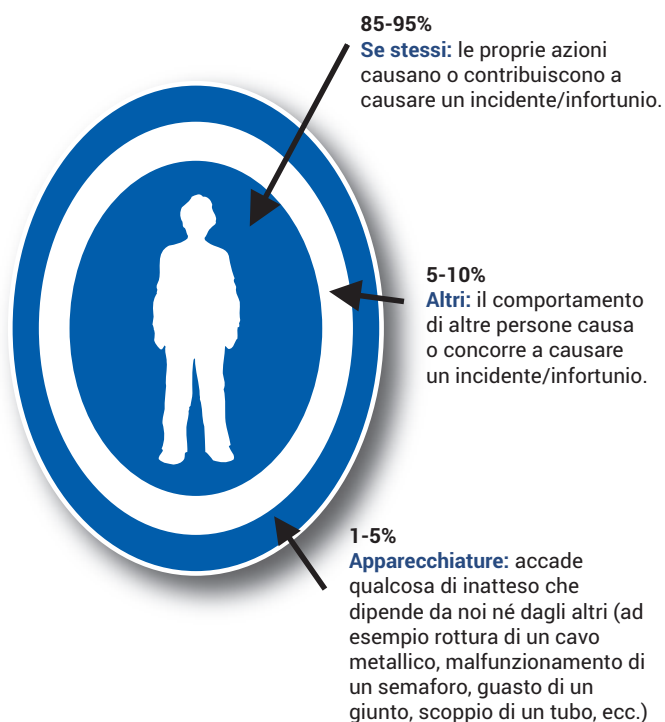 85-95%
Se stessi: le proprie azioni
causano o contribuiscono a
causare un incidente/infortunio.
5-10%
Altri: il comportamento
di altre persone causa
o concorre a causare
un incidente/infortunio.
1-5%
Apparecchiature: accade
qualcosa di inatteso che
dipende da noi né dagli altri (ad
esempio rottura di un cavo
metallico, malfunzionamento di
un semaforo, guasto di un
giunto, scoppio di un tubo, ecc.)